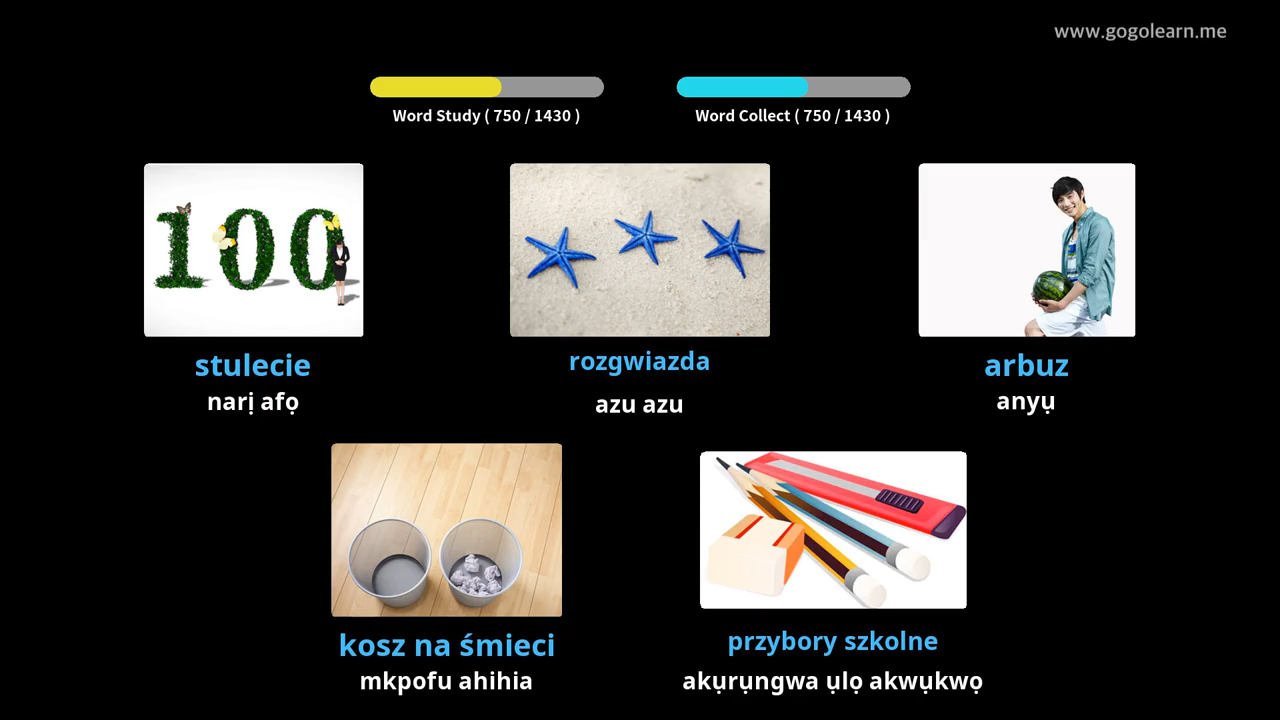 www.gogolearn.me
Word Study ( 750 / 1430 )
Word Collect ( 750 / 1430 )
100
stulecie
narị afọ
rozgwiazda
azu azu
arbuz
anyụ
kosz na śmieci
mkpofu ahihia
przybory szkolne
akụrụngwa ụlọ akwụkwọ